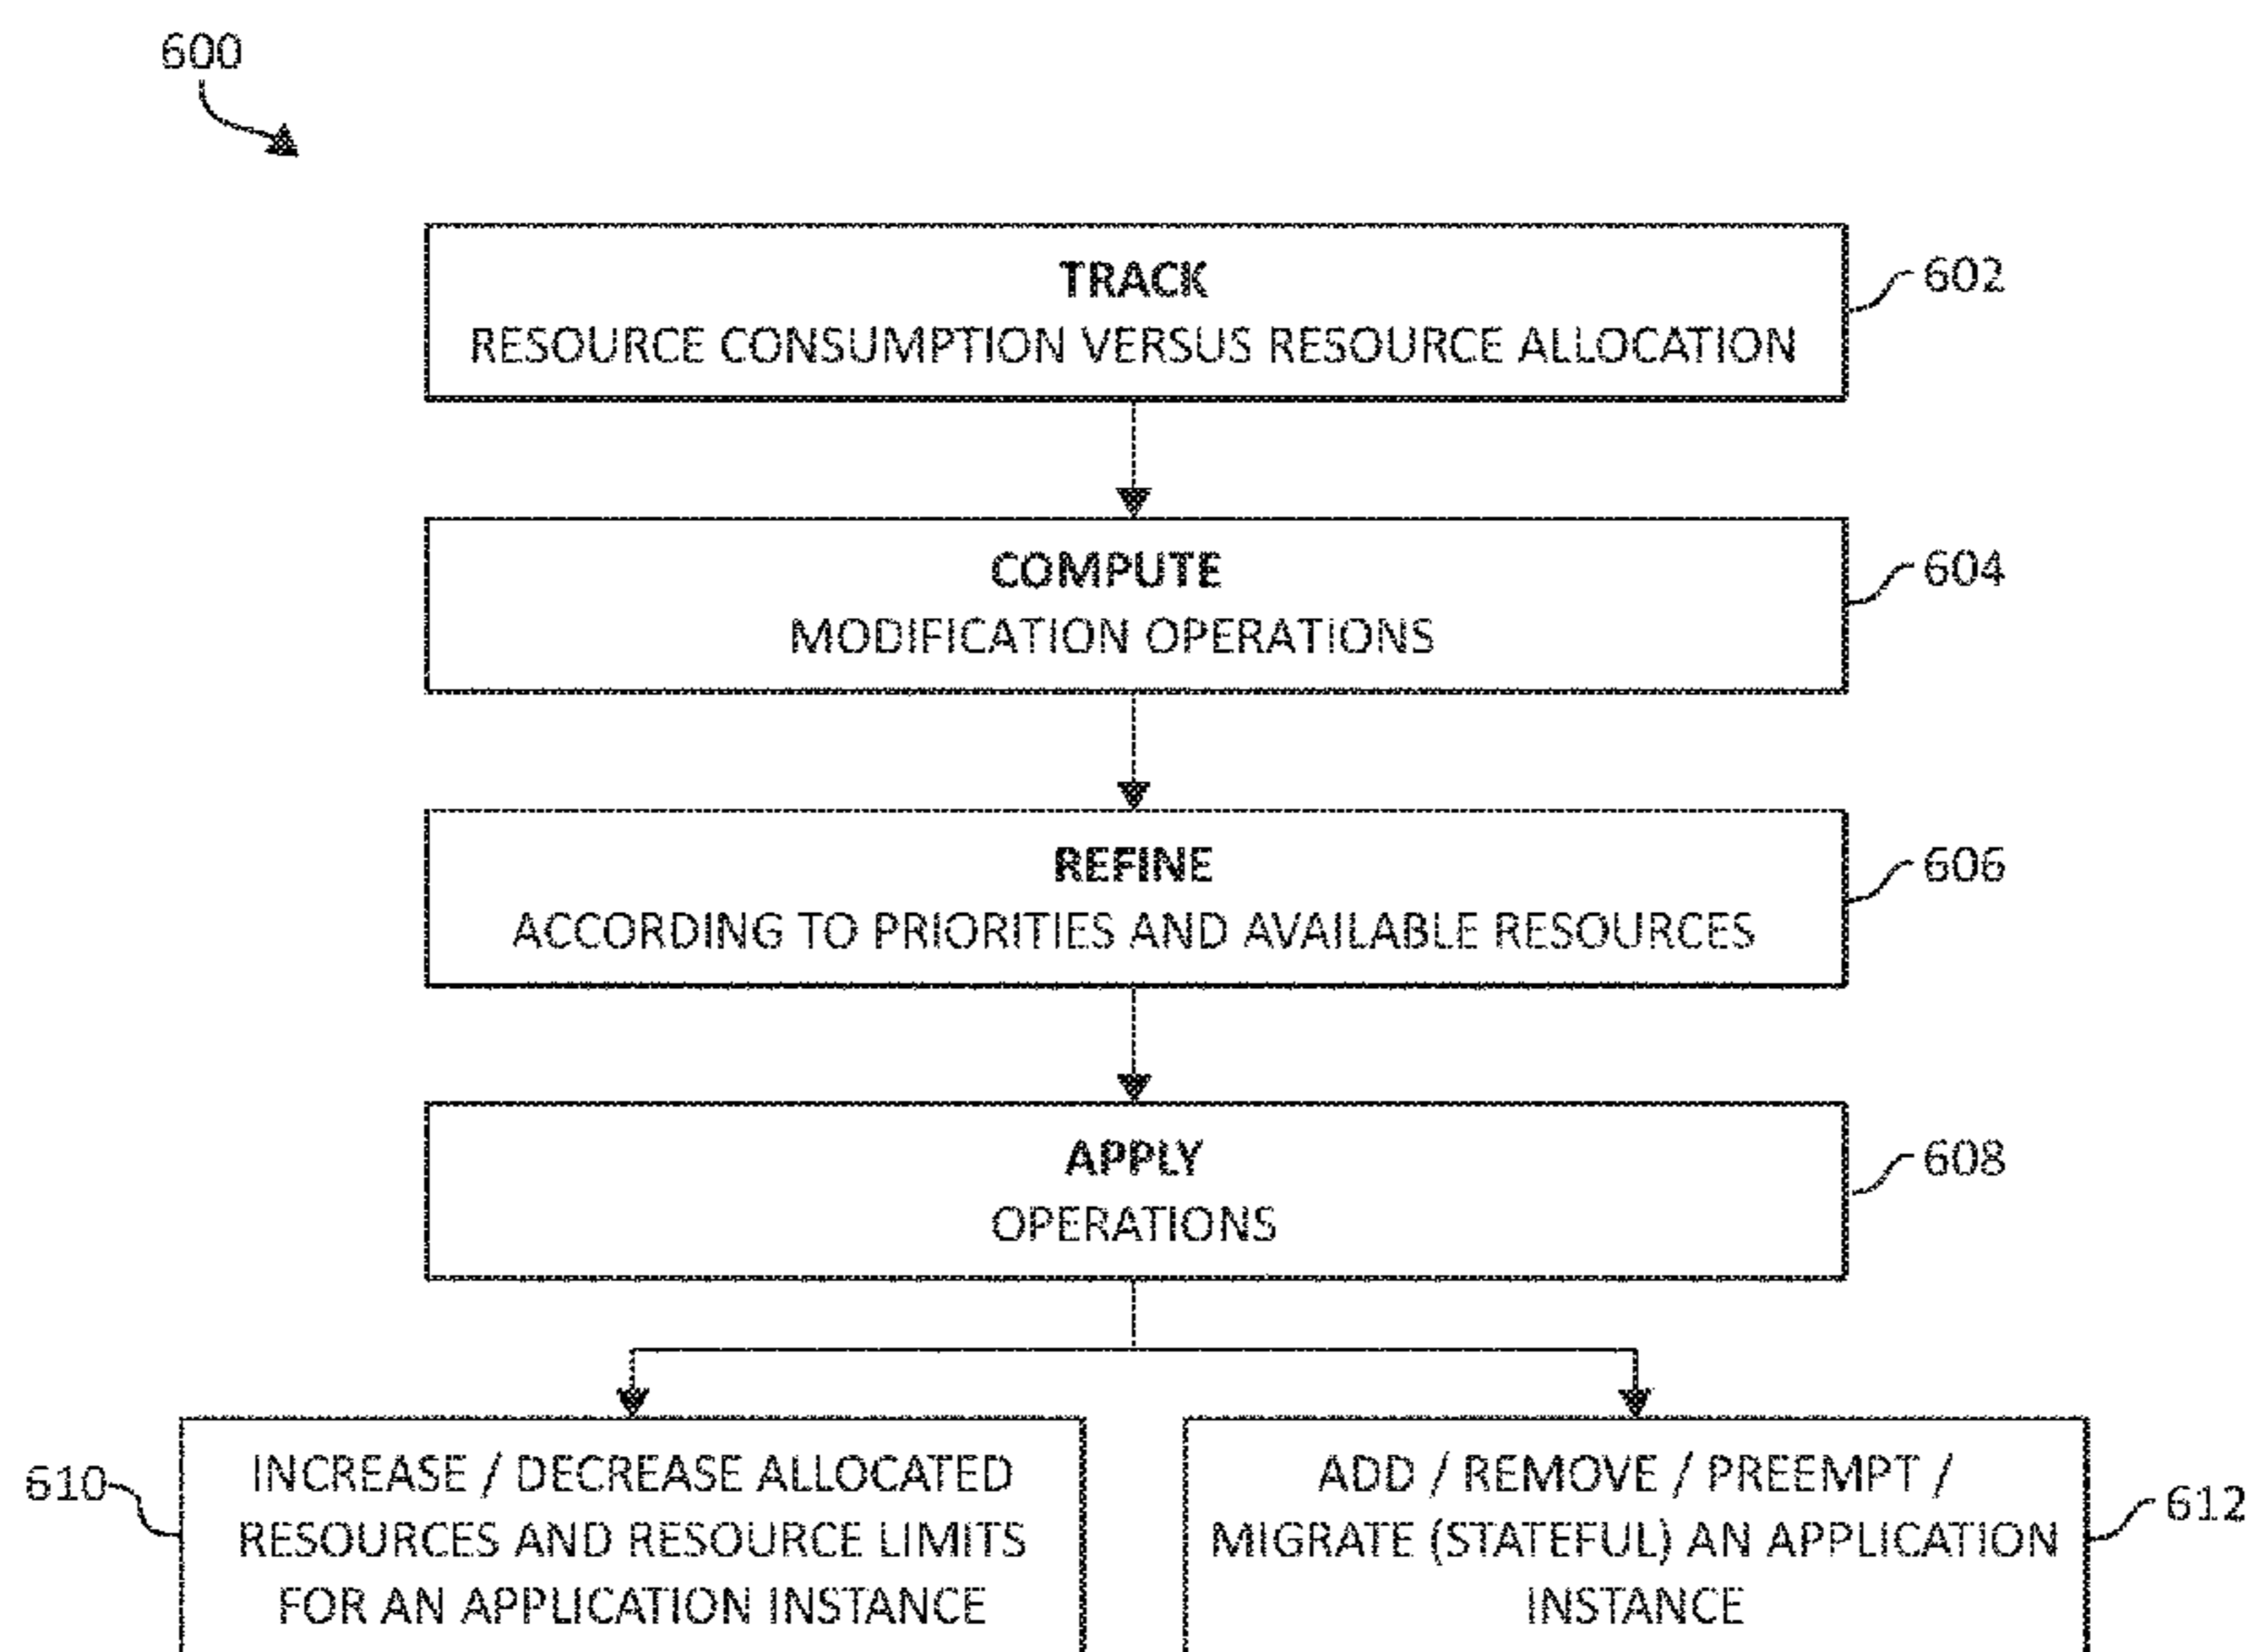 600
TRACK
RESOURCE CONSUMPTION VERSUS RESOURCE ALLOCATION
602
COMPUTE
MODIFICATION OPERATIONS
604
REFINE
ACCORDING TO PRIORITIES AND AVAILABLE RESOURCES
606
APPLY
OPERATIONS
608
610
INCREASE / DECREASE ALLOCATED
RESOURCES AND RESOURCE LIMITS
FOR AN APPLICATION INSTANCE
ADD / REMOVE / PREEMPT /
MIGRATE (STATEFUL) AN APPLICATION
INSTANCE
612